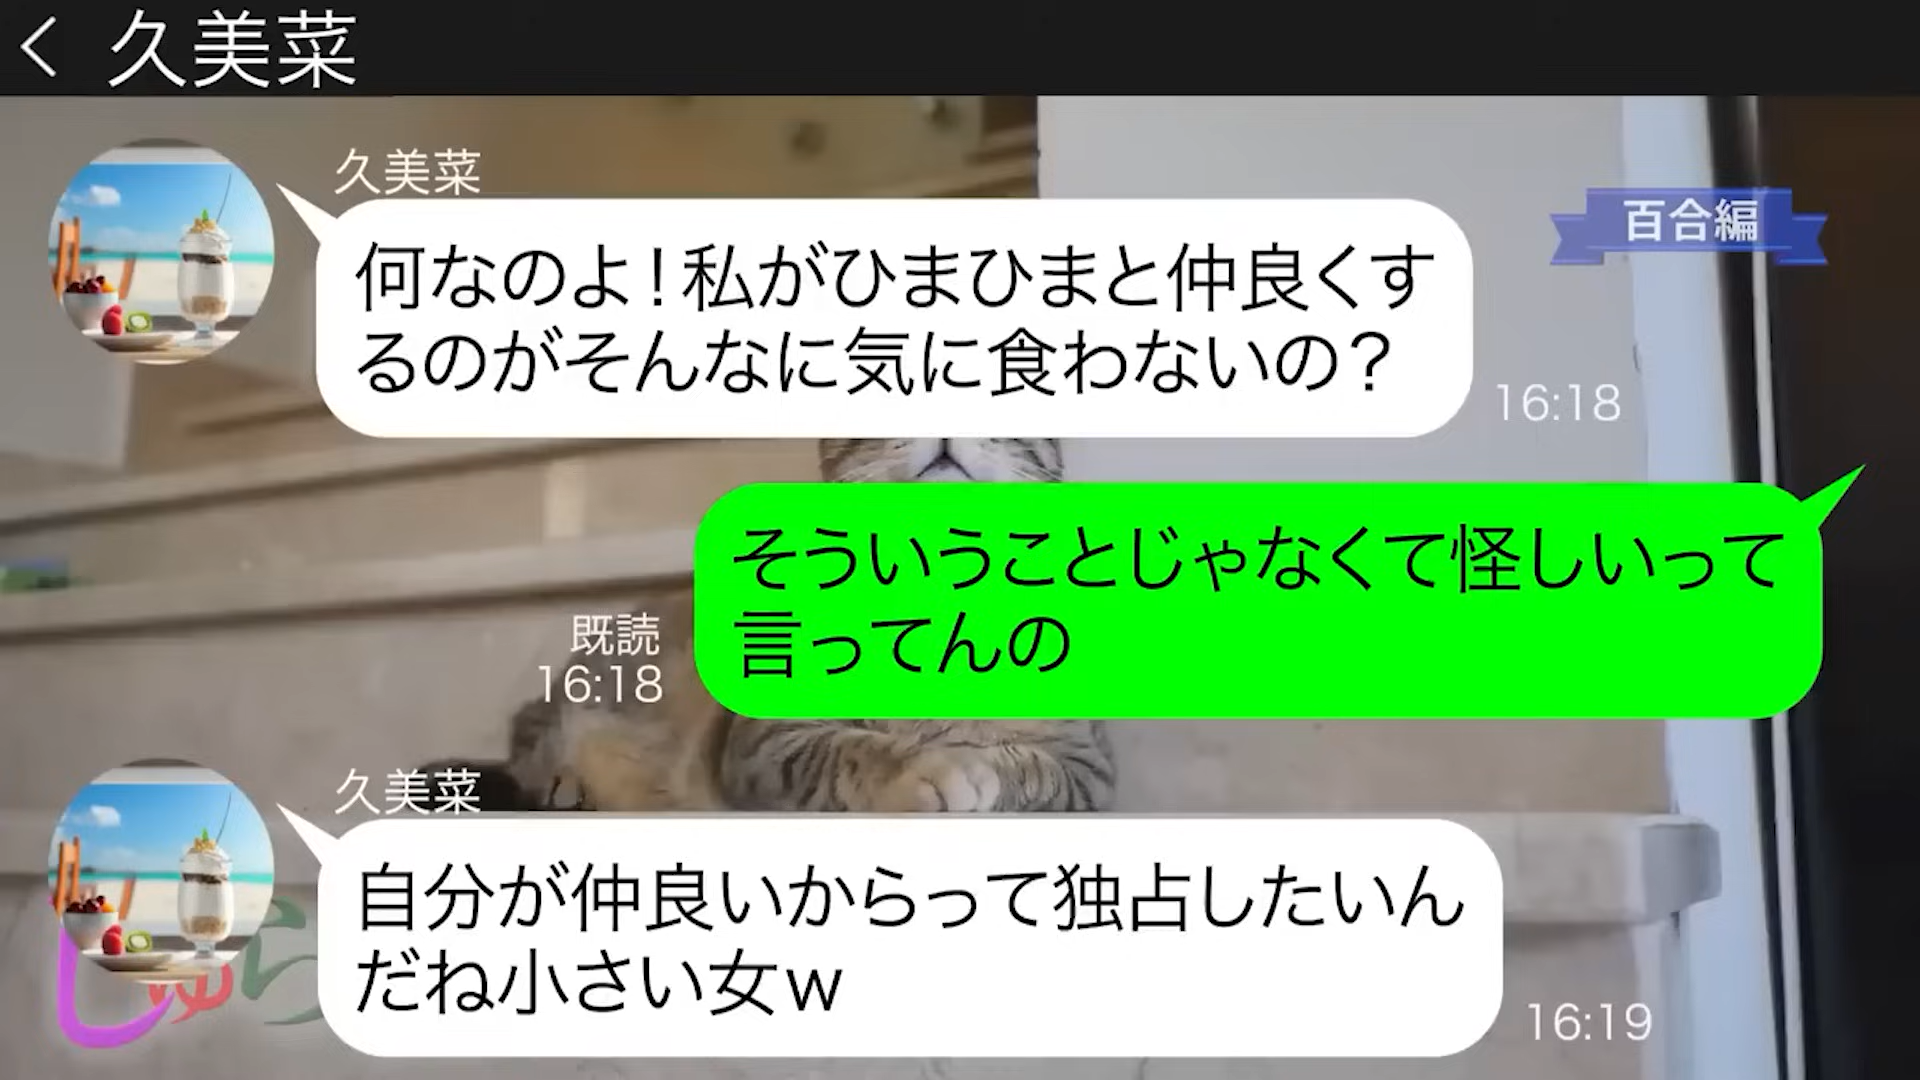 久美菜
久美菜
百合編
何なのよ！私がひまひまと仲良くす
るのがそんなに気に食わないの？
16:18
そういうことじゃなくて怪しいって
言ってんの
既読
16:18
久美菜
自分が仲良いからって独占したいん
だね小さい女w
16:19
しゅら